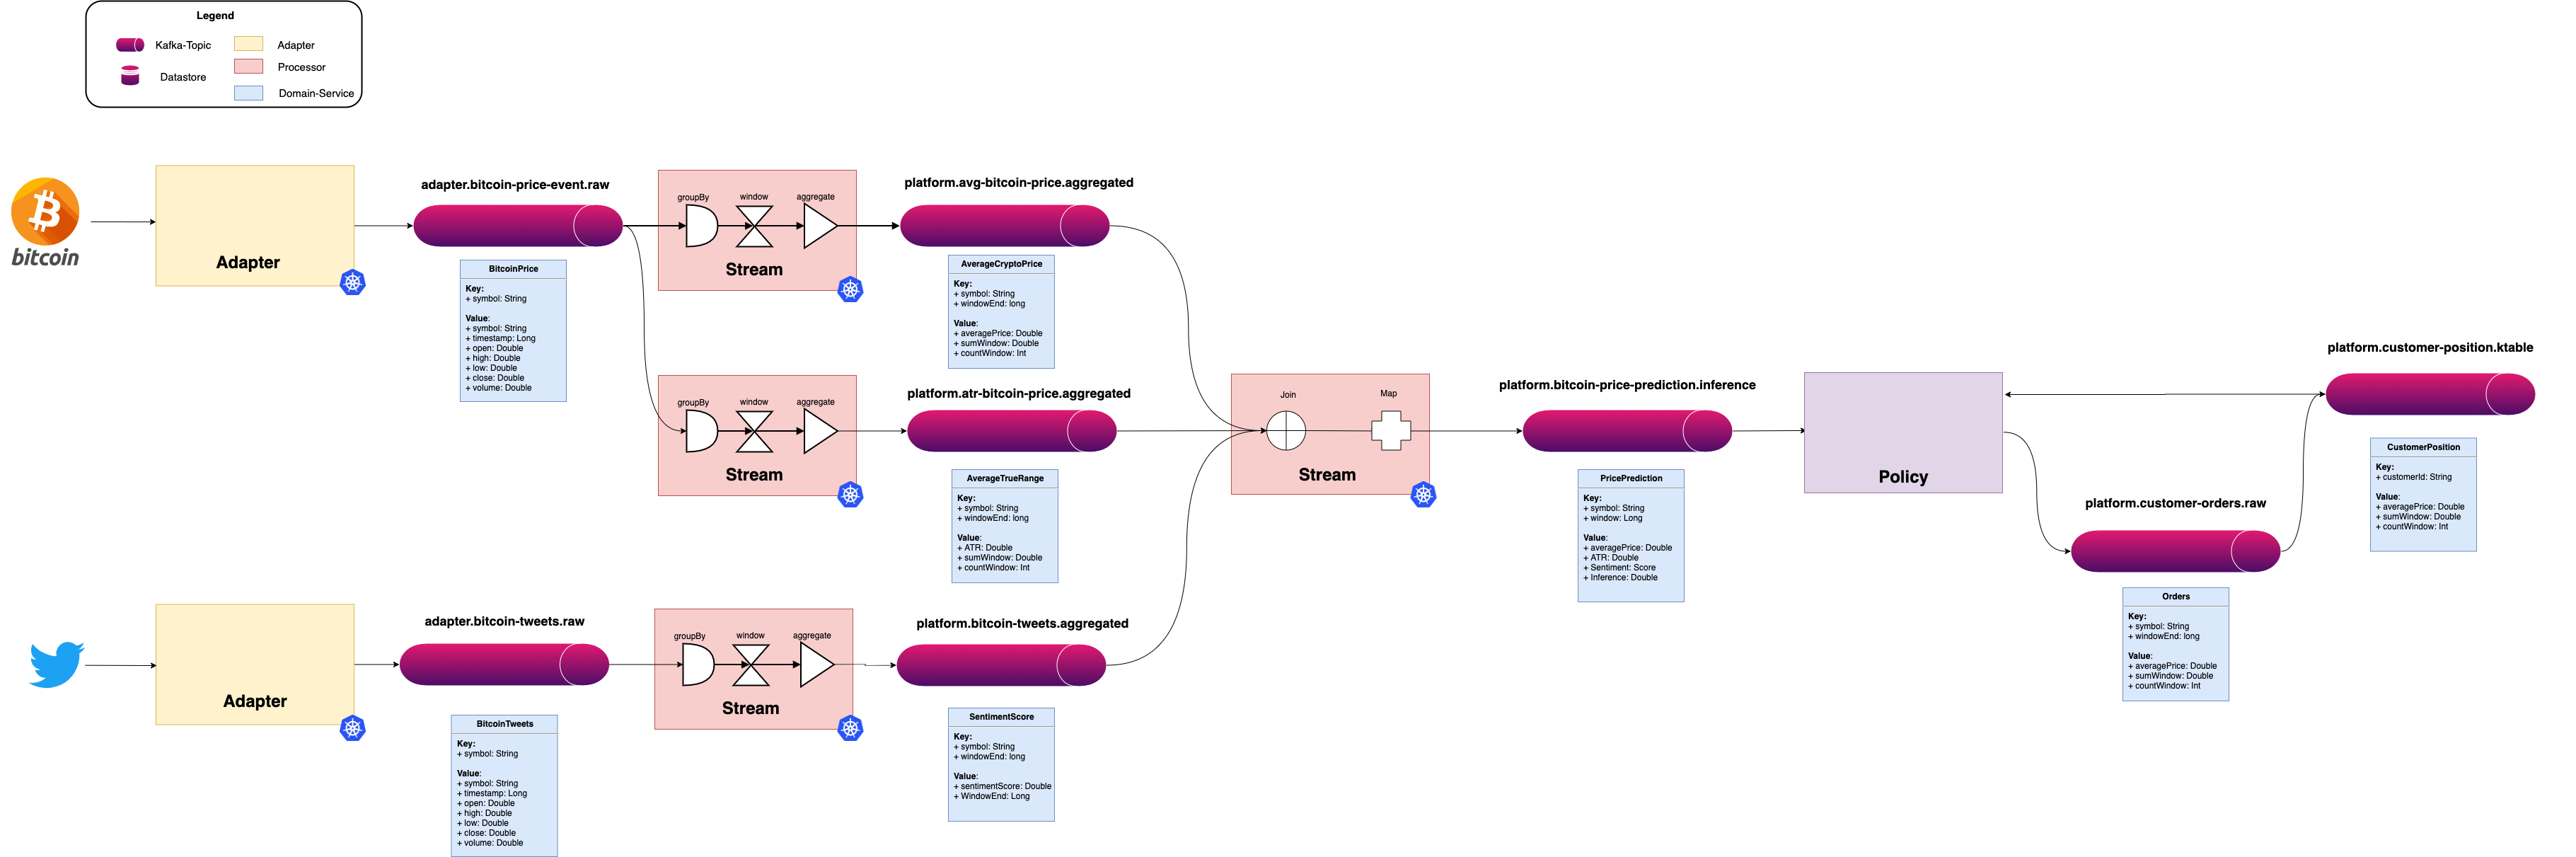 Legend
Kafka-Topic
Adapter
Processor
Datastore
Domain-Service
bitcoin
Adapter
adapter.bitcoin-price-event.raw
BitcoinPrice
Key:
+ symbol: String
Value:
+ symbol: String
+ timestamp: Long
+ open: Double
+ high: Double
+ low: Double
+ close: Double
+ volume: Double
groupBy
window
aggregate
Stream
platform.avg-bitcoin-price.aggregated
AverageCryptoPrice
Key:
+ symbol: String
+ windowEnd: long
Value:
+ averagePrice: Double
+ sumWindow: Double
+ countWindow: Int
groupBy
window
aggregate
Stream
platform.atr-bitcoin-price.aggregated
AverageTrueRange
Key:
+ symbol: String
+ windowEnd: long
Value:
+ ATR: Double
+ sumWindow: Double
+ countWindow: Int
Adapter
adapter.bitcoin-tweets.raw
BitcoinTweets
Key:
+ symbol: String
Value:
+ symbol: String
+ timestamp: Long
+ open: Double
+ high: Double
+ low: Double
+ close: Double
+ volume: Double
groupBy
window
aggregate
Stream
platform.bitcoin-tweets.aggregated
SentimentScore
Key:
+ symbol: String
+ windowEnd: long
Value:
+ sentimentScore: Double
+ WindowEnd: Long
Join
Map
Stream
platform.bitcoin-price-prediction.inference
PricePrediction
Key:
+ symbol: String
+ window: Long
Value:
+ averagePrice: Double
+ ATR: Double
+ Sentiment: Score
+ Inference: Double
Policy
platform.customer-orders.raw
Orders
Key:
+ symbol: String
+ windowEnd: long
Value:
+ averagePrice: Double
+ sumWindow: Double
+ countWindow: Int
platform.customer-position.ktable
CustomerPosition
Key:
+ customerId: String
Value:
+ averagePrice: Double
+ sumWindow: Double
+ countWindow: Int